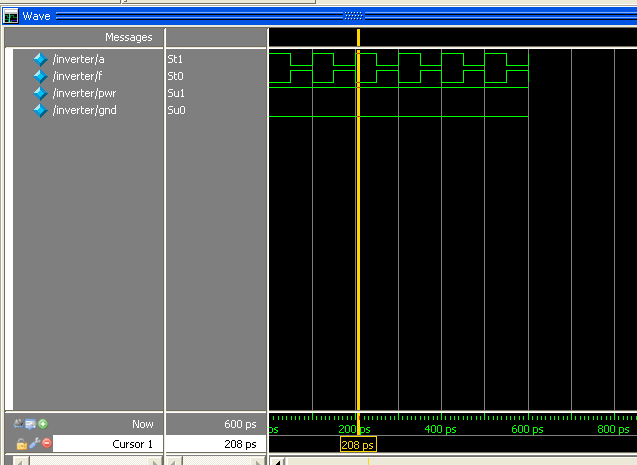 Wave
Messages
/inverter/a St1
/inverter/f St0
/inverter/pwr Su1
/inverter/gnd Su0
Now 600 ps ps 200 ps 400 ps 600 ps 800 ps
Cursor 1 208 ps 208 ps